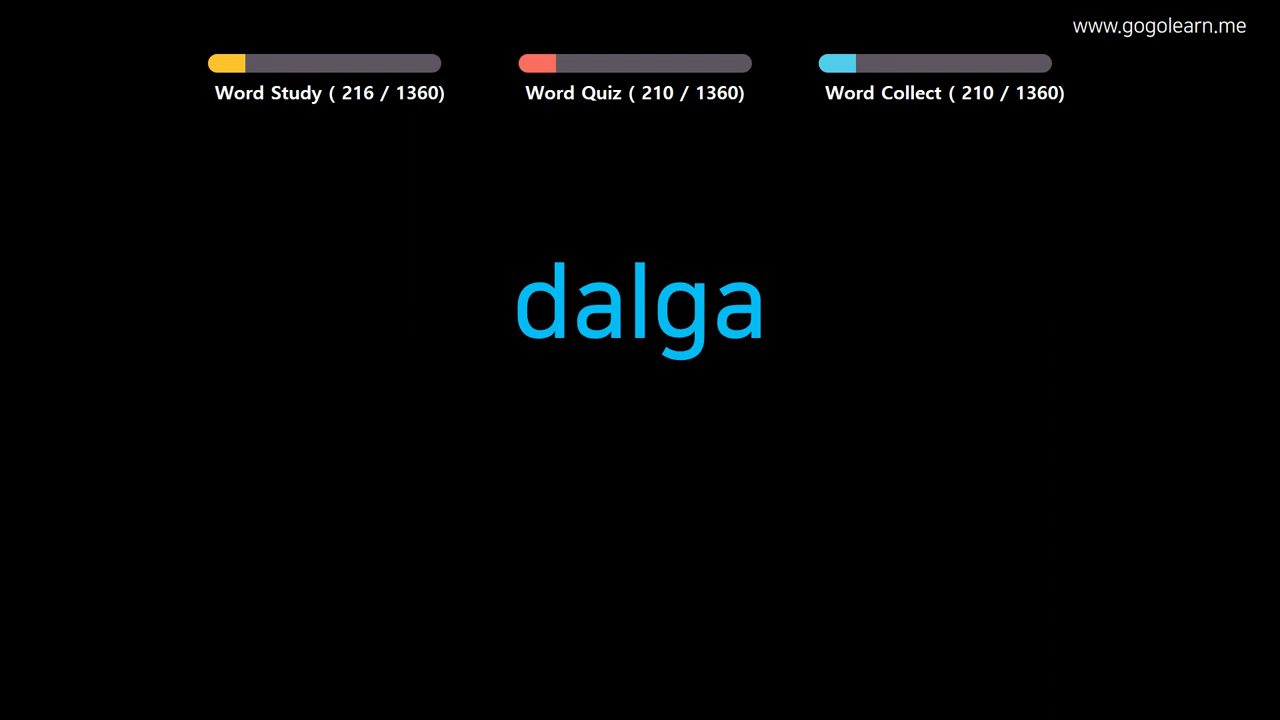 www.gogolearn.me
Word Study ( 216 / 1360)
Word Quiz ( 210 / 1360)
Word Collect ( 210 / 1360)
dalga